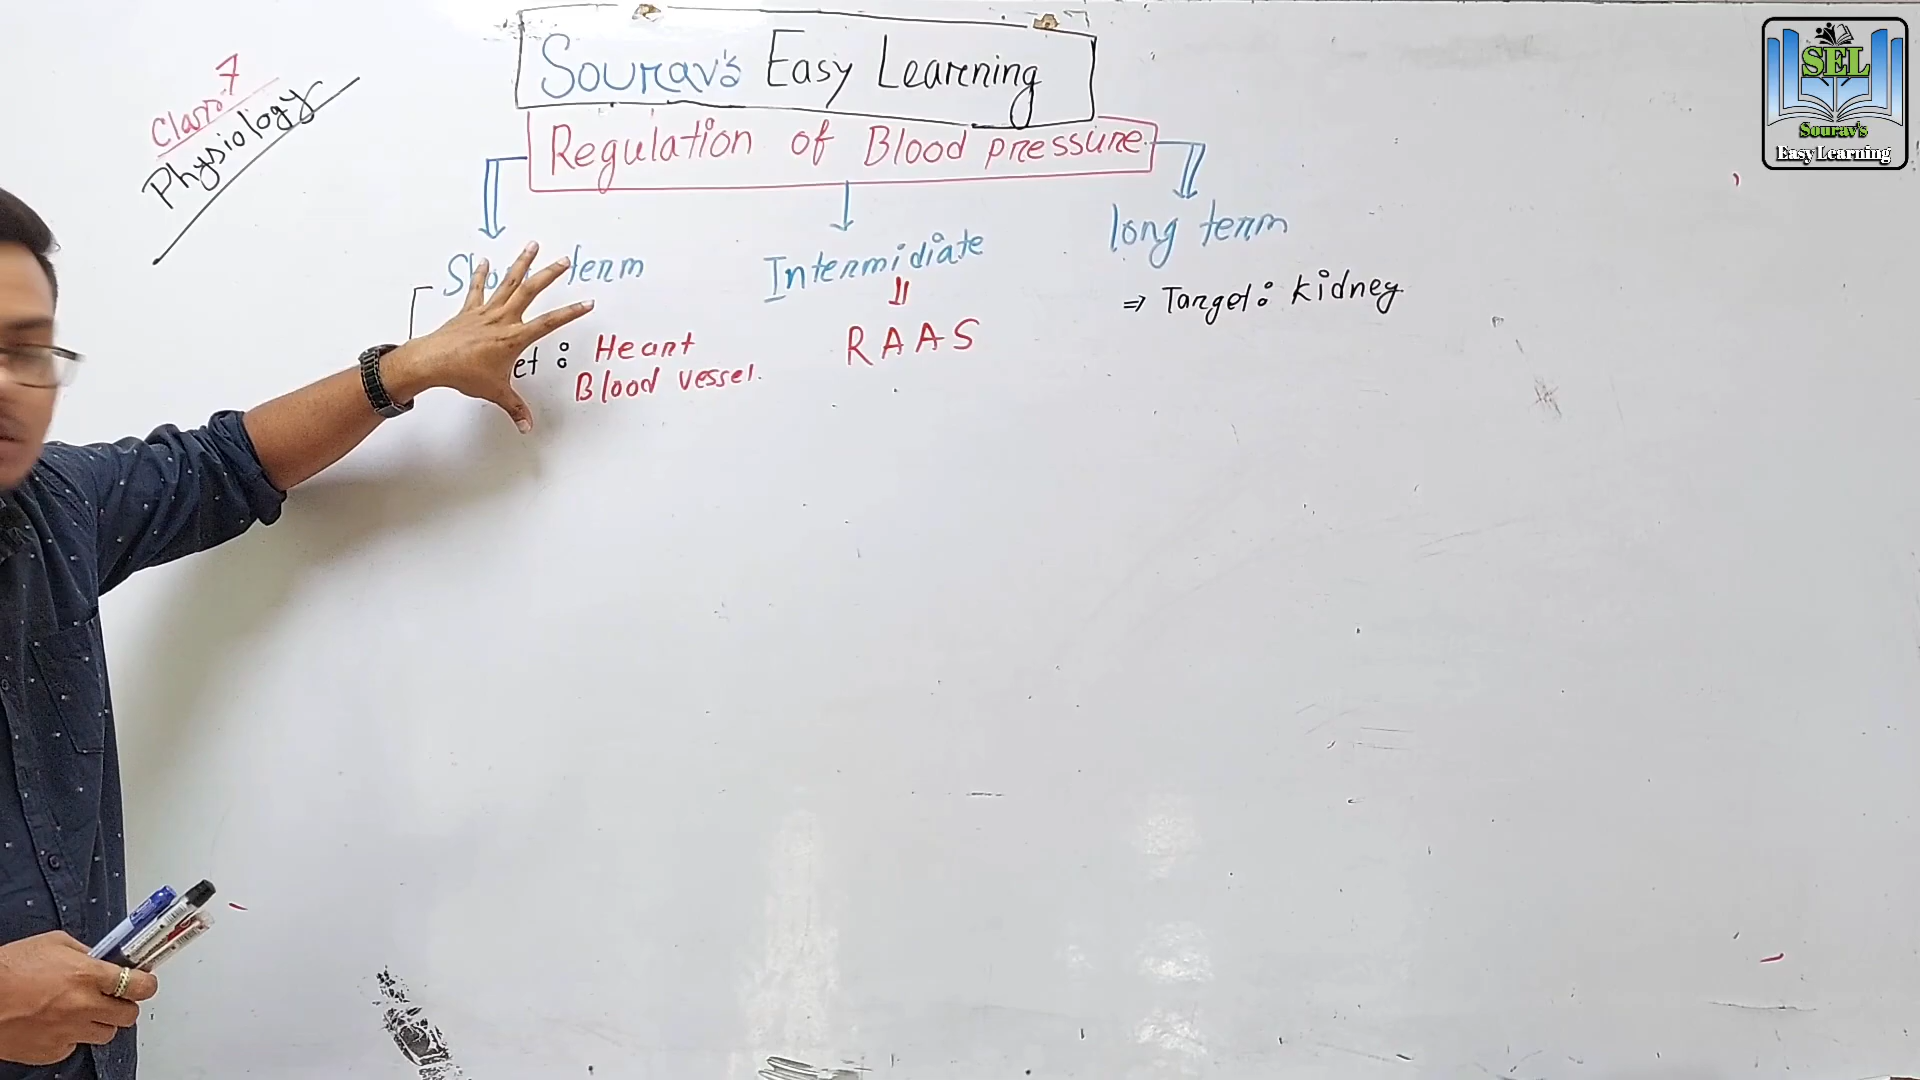 Class-7
Physiology
Sourav's Easy Learning
Regulation of Blood pressure
Short term
Intermidiate
long term
Heart
Blood vessel.
RAAS
⇒ Target: kidney
SEL
Sourav's
Easy Learning